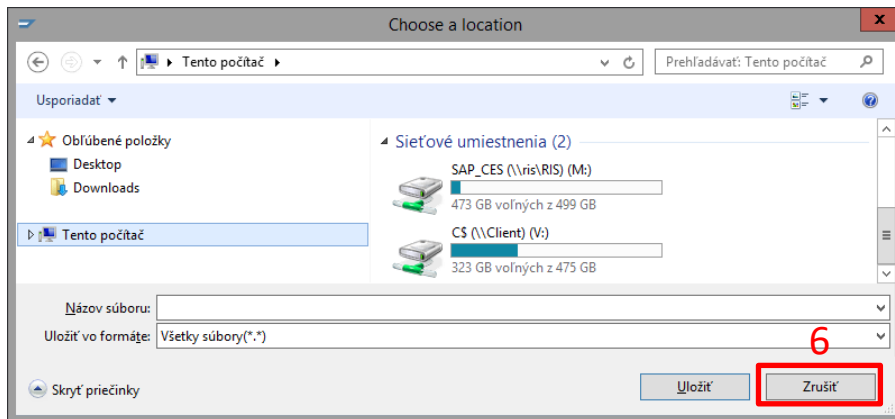 Choose a location
x
Tento počítač
Prehľadávať: Tento počítač
Usporiadať
Obľúbené položky
Desktop
Downloads
Tento počítač
Sieťové umiestnenia (2)
SAP_CES (\\ris\RIS) (M:)
473 GB voľných z 499 GB
C$ (\\Client) (V:)
323 GB voľných z 475 GB
Názov súboru:
Uložiť vo formáte: Všetky súbory(*.*)
6
Skryť priečinky
Uložiť
Zrušiť